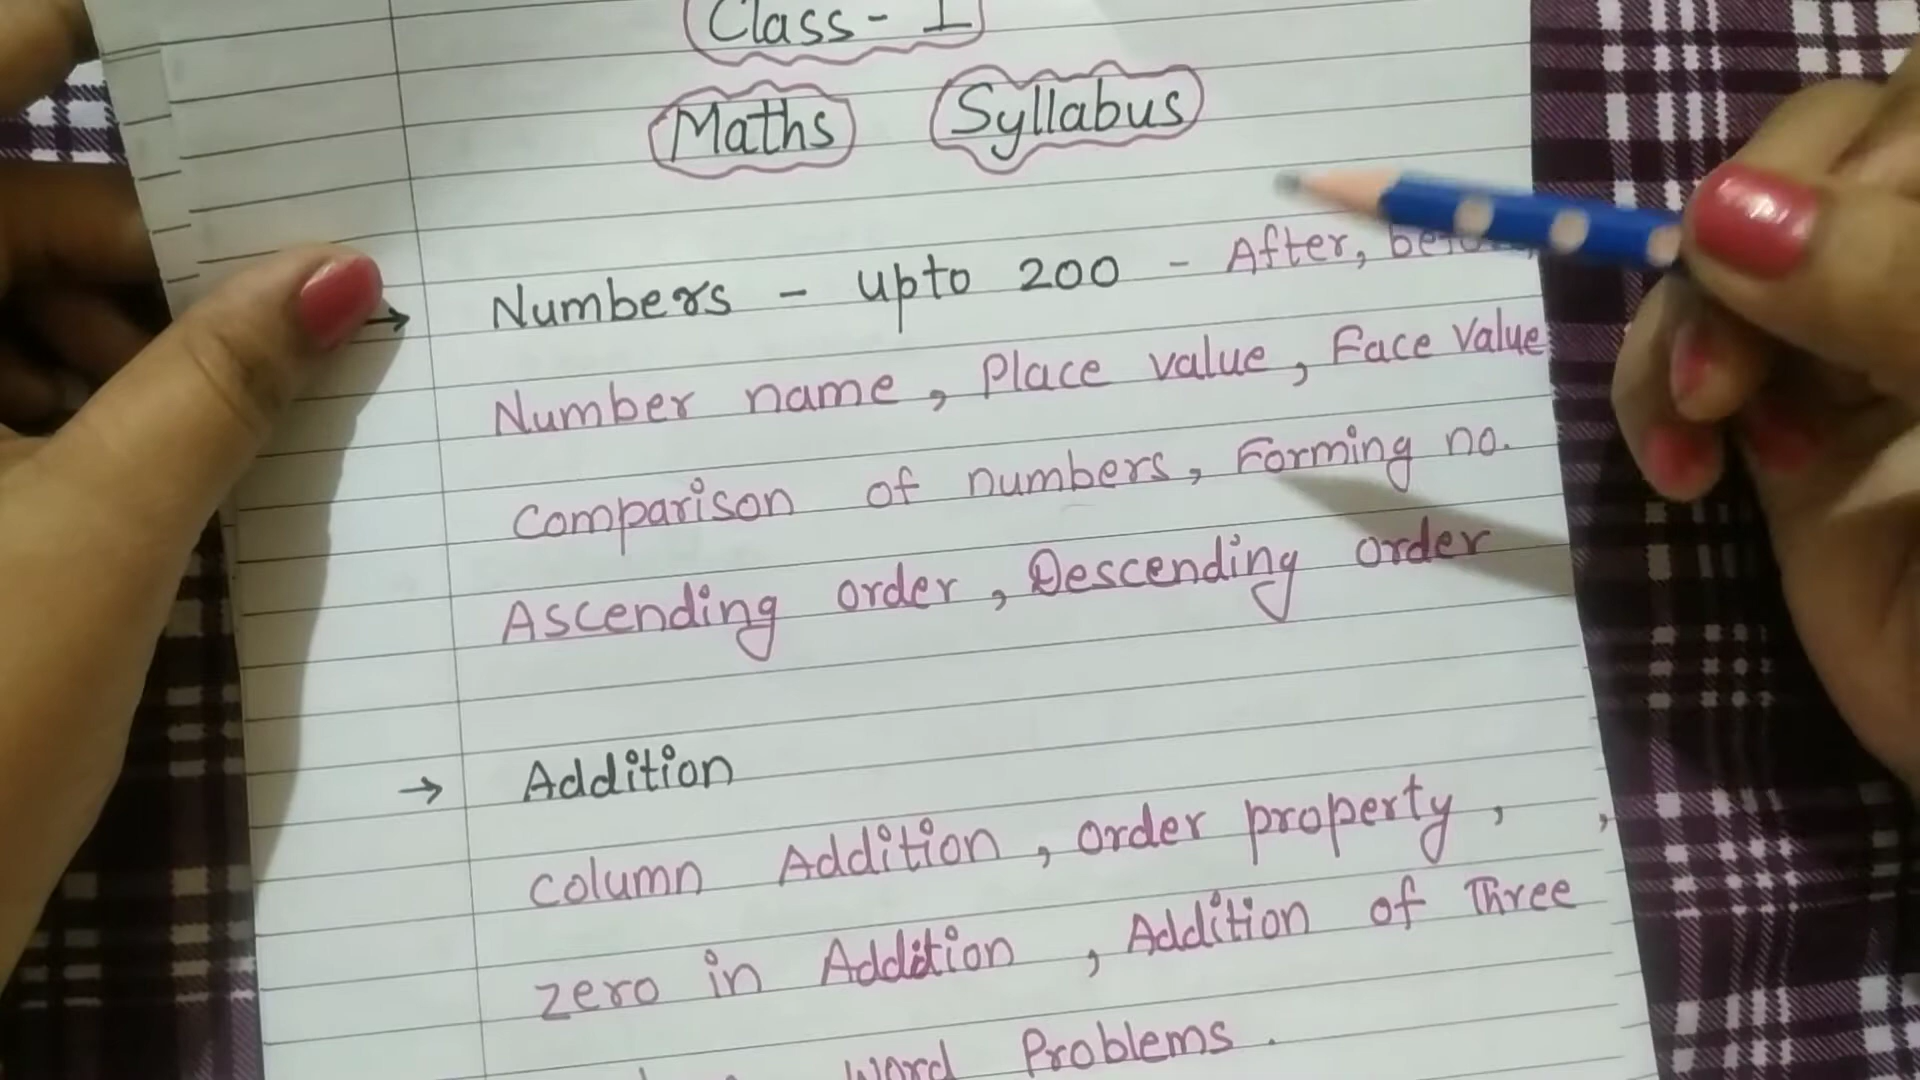 Class - I
Maths Syllabus
Numbers - upto 200 - After,
Number name, Place value, Face Value
Comparison of numbers, Forming no.
Ascending order, Descending order
Addition
Column Addition, Order property,
zero in Addition, Addition of Three
Word Problems.